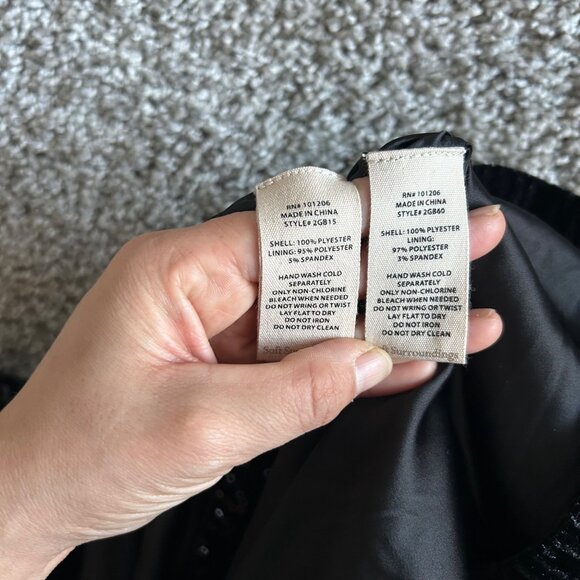 RN# 101206
MADE IN CHINA
STYLE# 2GB15
SHELL: 100% PLYESTER
LINING: 95% POLYESTER
5% SPANDEX
HAND WASH COLD
SEPARATELY
ONLY NON-CHLORINE
BLEACH WHEN NEEDED
DO NOT WRING OR TWIST
LAY FLAT TO DRY
DO NOT IRON
DO NOT DRY CLEAN
RN# 101206
MADE IN CHINA
STYLE# 2GB60
SHELL: 100% POLYESTER
LINING:
97% POLYESTER
3% SPANDEX
HAND WASH COLD
SEPARATELY
ONLY NON-CHLORINE
BLEACH WHEN NEEDED
DO NOT WRING OR TWIST
LAY FLAT TO DRY
DO NOT IRON
DO NOT DRY CLEAN
Surroundings